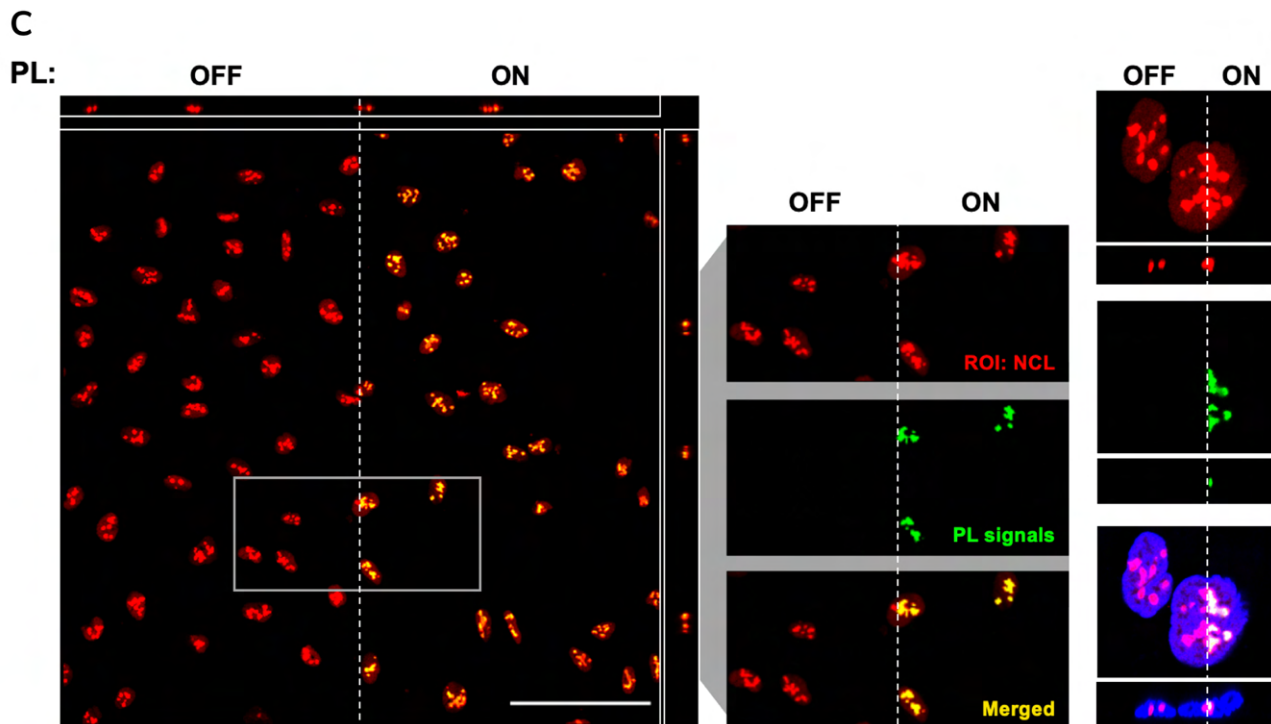 C
PL: OFF ON
OFF ON
OFF ON
ROI: NCL
PL signals
Merged